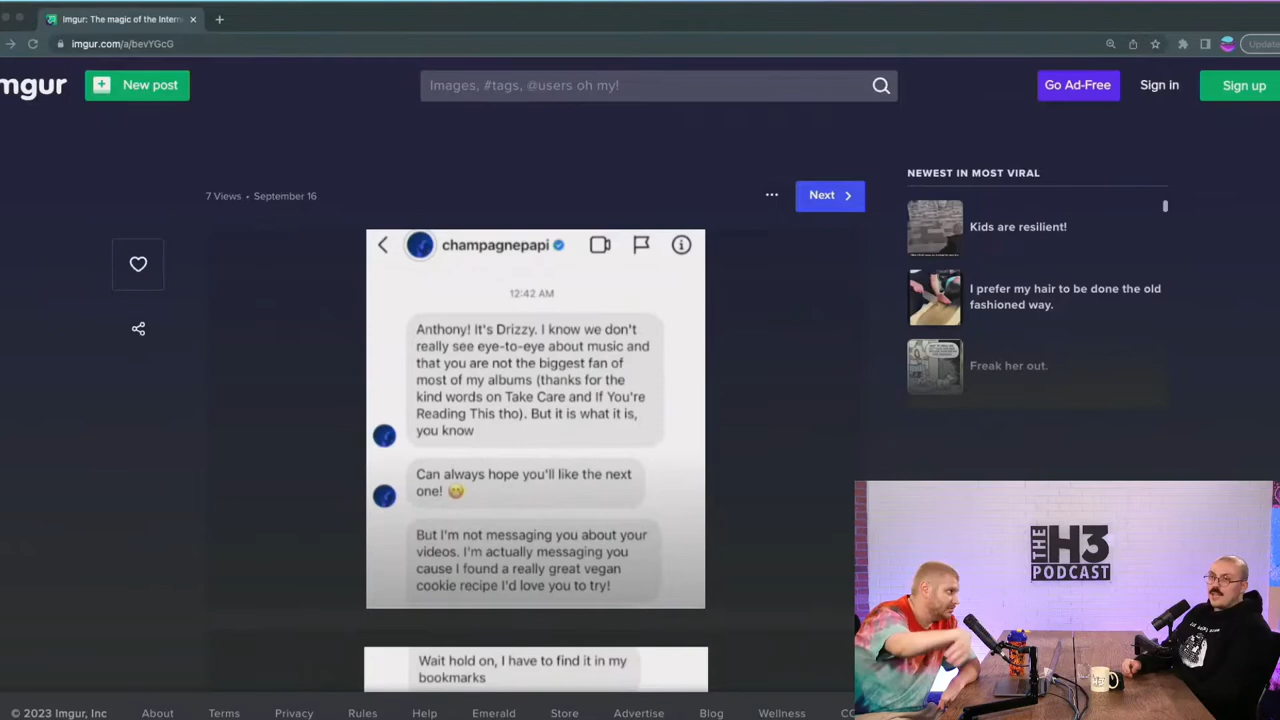 Imgur: The magic of the Intern
imgur.com/a/bevYGcG
Update
mgur
New post
Images, #tags, @users oh my!
Go Ad-Free
Sign in
Sign up
7 Views • September 16
Next
NEWEST IN MOST VIRAL
Kids are resilient!
I prefer my hair to be done the old
fashioned way.
Freak her out.
champagnepapi
12:42 AM
Anthony! It's Drizzy. I know we don't
really see eye-to-eye about music and
that you are not the biggest fan of
most of my albums (thanks for the
kind words on Take Care and If You're
Reading This tho). But it is what it is,
you know
Can always hope you'll like the next
one! 😁
But I'm not messaging you about your
videos. I'm actually messaging you
cause I found a really great vegan
cookie recipe I'd love you to try!
Wait hold on, I have to find it in my
bookmarks
THE
H3
PODCAST
H3
© 2023 Imgur, Inc
About
Terms
Privacy
Rules
Help
Emerald
Store
Advertise
Blog
Wellness
CC